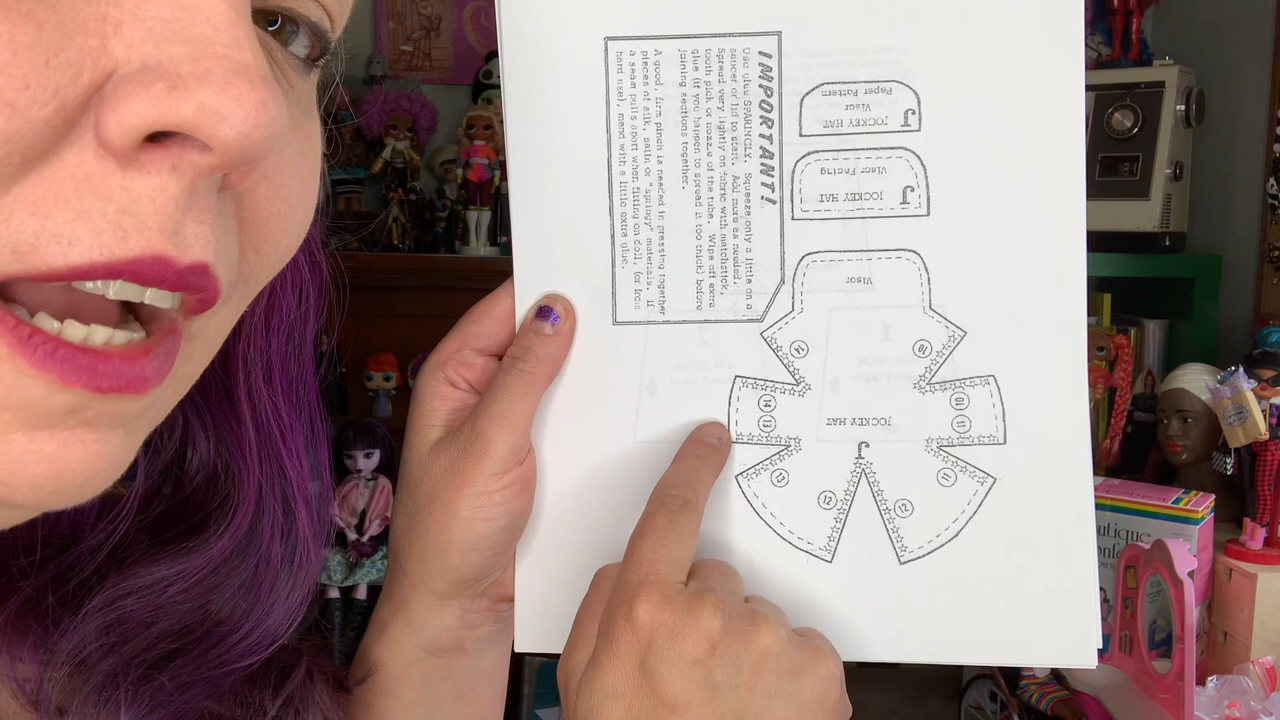 IMPORTANT!
Use glue SPARINGLY. Squeeze only a little on a
saucer or lid to start. Add more as needed.
Spread very lightly on fabric with matchstick,
tooth pick or nozzle of the tube. Wipe off extra
glue (if you happen to spread it too thick) before
joining sections together.
A good, firm pinch is needed in pressing together
pieces of silk, satin or "springy" materials. If
a seam pulls apart when fitting on doll, (or from
hard use), mend with a little extra glue.
J
JOCKEY HAT
Visor
Paper Pattern
J
JOCKEY HAT
Visor Facing
Visor
14
10
14
13
10
11
JOCKEY HAT
J
13
12
11
12
utique